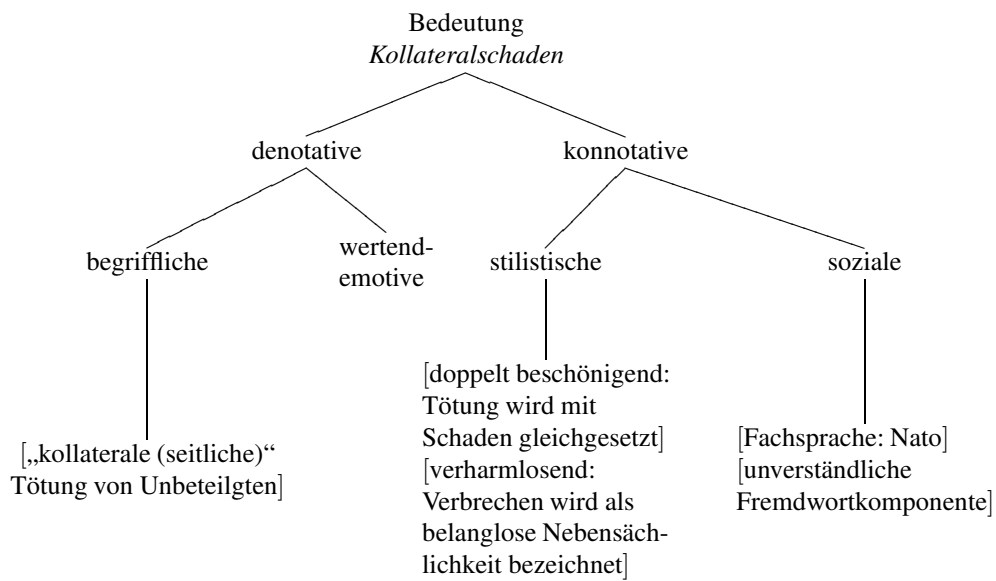 Bedeutung
Kollateralschaden
denotative
konnotative
begriffliche
wertend-
emotive
stilistische
soziale
[„kollaterale (seitliche)“
Tötung von Unbeteilgten]
[doppelt beschönigend:
Tötung wird mit
Schaden gleichgesetzt]
[verharmlosend:
Verbrechen wird als
belanglose Nebensäch-
lichkeit bezeichnet]
[Fachsprache: Nato]
[unverständliche
Fremdwortkomponente]